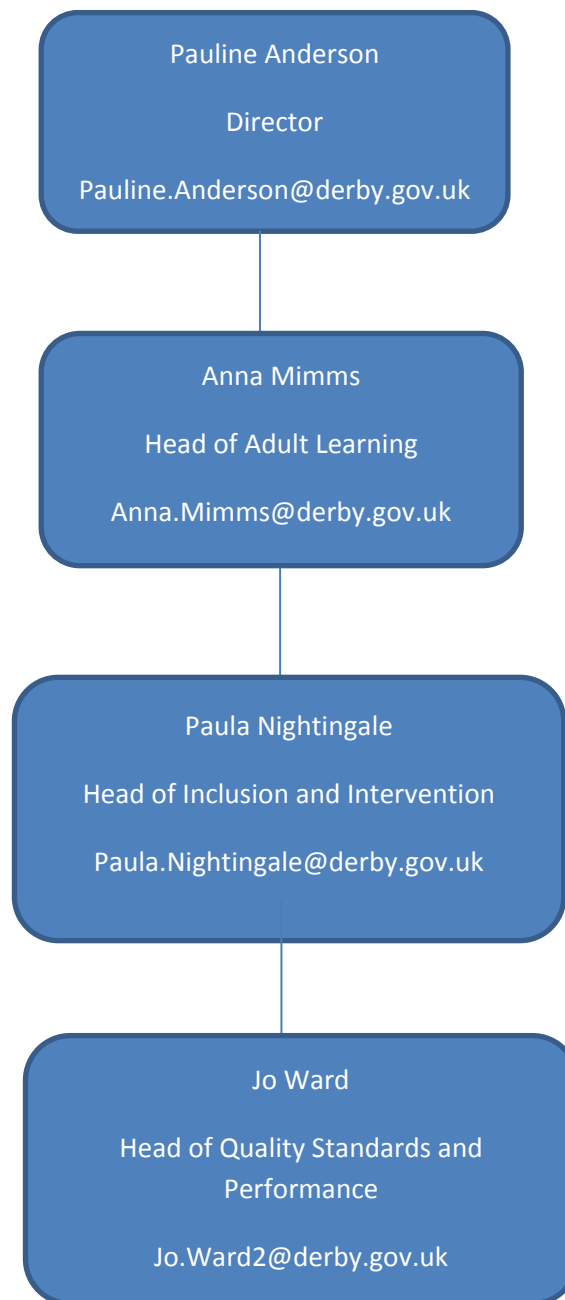 Pauline Anderson
Director
Pauline.Anderson@derby.gov.uk
Anna Mimms
Head of Adult Learning
Anna.Mimms@derby.gov.uk
Paula Nightingale
Head of Inclusion and Intervention
Paula.Nightingale@derby.gov.uk
Jo Ward
Head of Quality Standards and
Performance
Jo.Ward2@derby.gov.uk